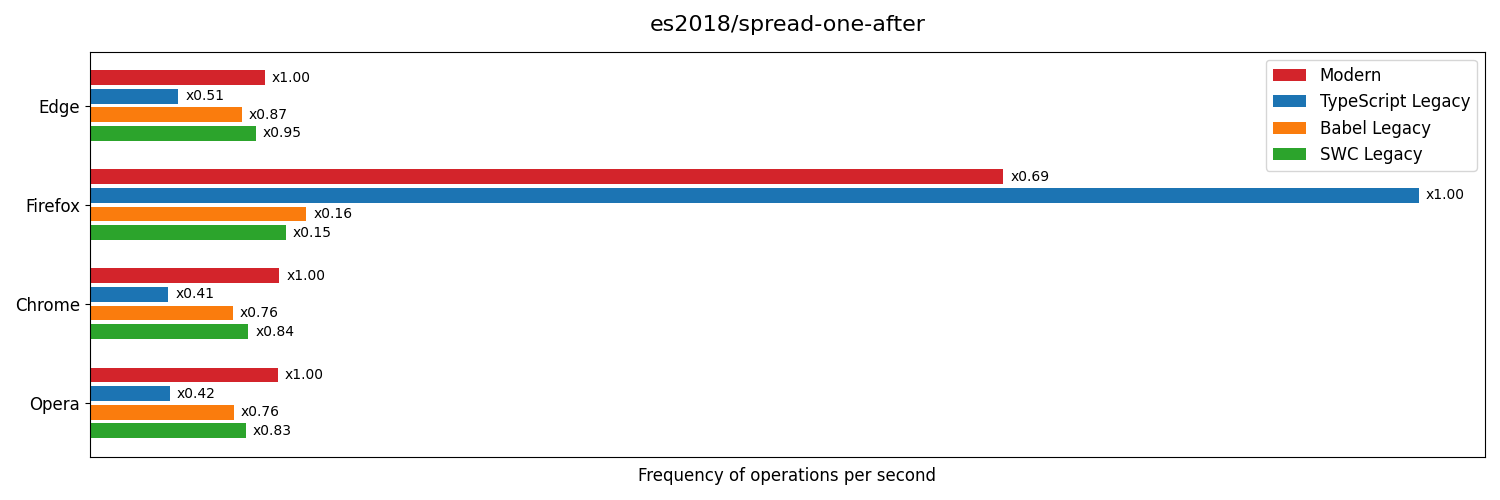 es2018/spread-one-after
Modern
TypeScript Legacy
Babel Legacy
SWC Legacy
Edge
x1.00
x0.51
x0.87
x0.95
Firefox
x0.69
x1.00
x0.16
x0.15
Chrome
x1.00
x0.41
x0.76
x0.84
Opera
x1.00
x0.42
x0.76
x0.83
Frequency of operations per second